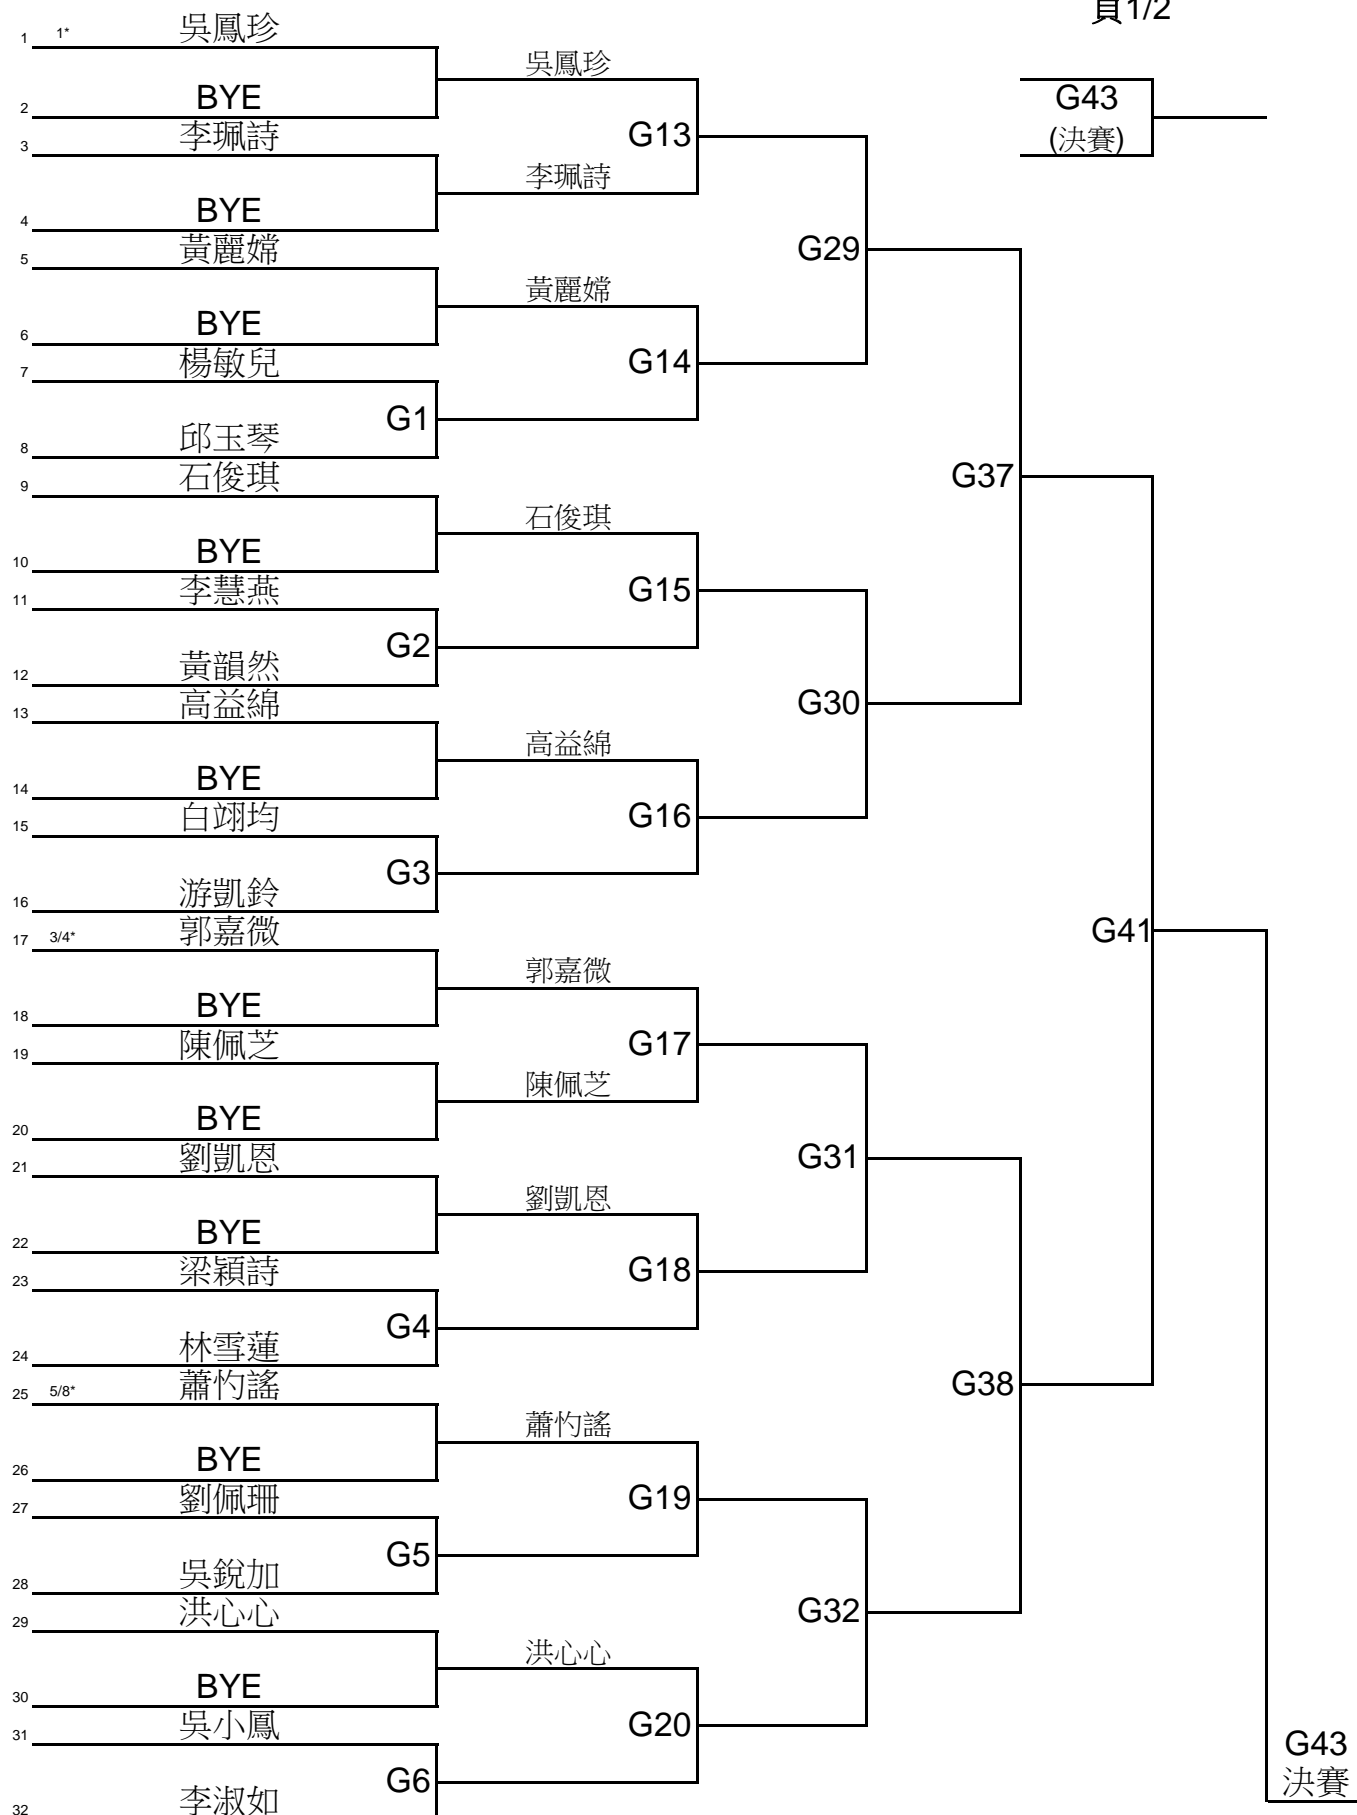 頁1/2
1 1* 吳鳳珍
吳鳳珍
2 BYE
G43
(決賽)
3 李珮詩
G13
李珮詩
4 BYE
5 黃麗嫦
G29
黃麗嫦
6 BYE
7 楊敏兒
G14
G1
8 邱玉琴
9 石俊琪
G37
石俊琪
10 BYE
11 李慧燕
G15
G2
12 黃韻然
13 高益綿
G30
高益綿
14 BYE
15 白翊均
G16
G3
16 游凱鈴
17 3/4* 郭嘉微
G41
郭嘉微
18 BYE
19 陳佩芝
G17
陳佩芝
20 BYE
21 劉凱恩
G31
劉凱恩
22 BYE
23 梁穎詩
G18
G4
24 林雪蓮
25 5/8* 蕭忀謠
G38
蕭忀謠
26 BYE
27 劉佩珊
G19
G5
28 吳銳加
29 洪心心
G32
洪心心
30 BYE
31 吳小鳳
G20
G43
決賽
G6
32 李淑如